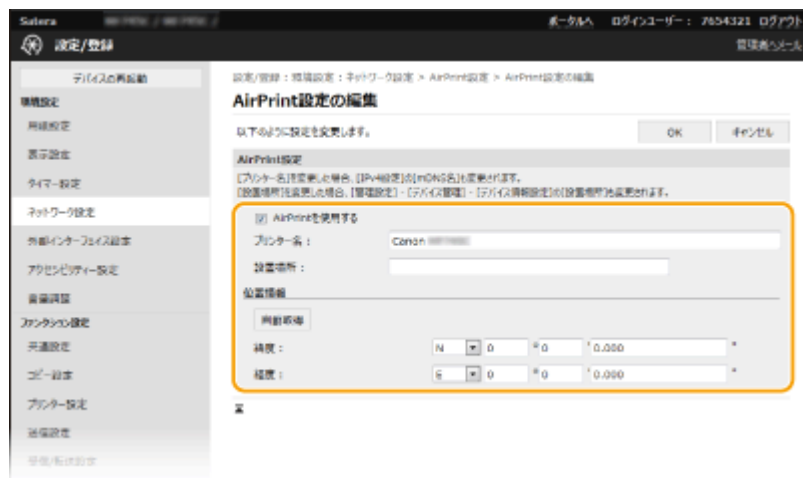 Satera
ポータルへ ログインユーザー： 7654321 ログアウト
設定/登録
管理者へメール
デバイスの再起動
設定/登録：環境設定：ネットワーク設定 > AirPrint設定 > AirPrint設定の編集
環境設定
AirPrint設定の編集
用紙設定
以下のように設定を変更します。
OK キャンセル
表示設定
AirPrint設定
[プリンター名]を変更した場合、[IPv4設定]の[mDNS名]も変更されます。
タイマー設定
[設置場所]を変更した場合、[管理設定] - [デバイス管理] - [デバイス情報設定]の[設置場所]も変更されます。
ネットワーク設定
AirPrintを使用する
外部インターフェイス設定
プリンター名： Canon
アクセシビリティー設定
設置場所：
音量調整
位置情報
ファンクション設定
自動取得
共通設定
緯度： N 0 ° 0 ' 0.000 "
コピー設定
経度： E 0 ° 0 ' 0.000 "
プリンター設定
送信設定
受信/転送設定